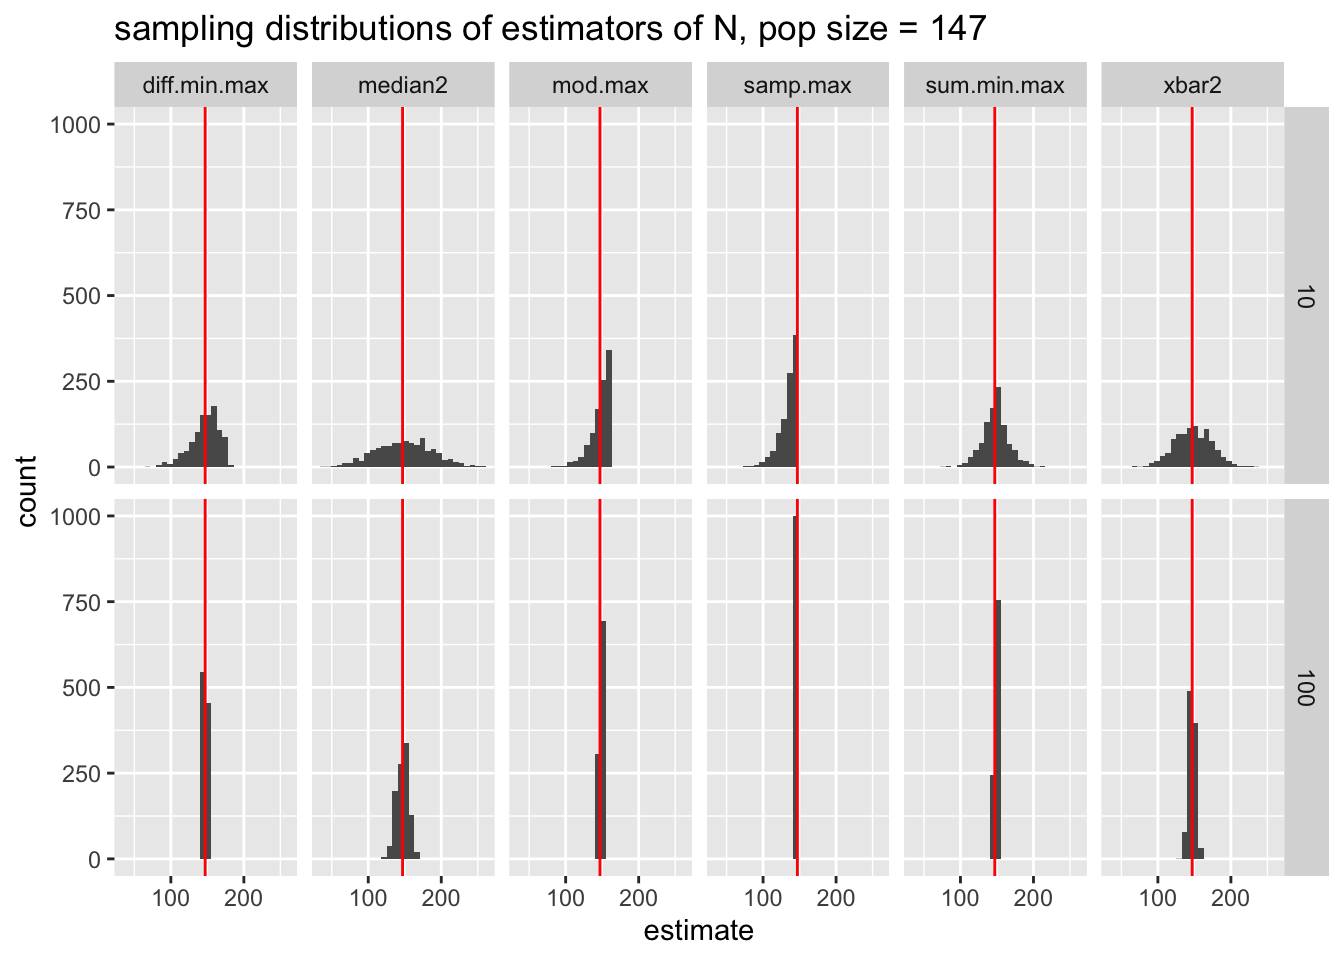 sampling distributions of estimators of N, pop size = 147
diff.min.max median2 mod.max samp.max sum.min.max xbar2
1000
750
500
250
0
10
1000
750
500
250
0
100
count
100 200 100 200 100 200 100 200 100 200 100 200
estimate